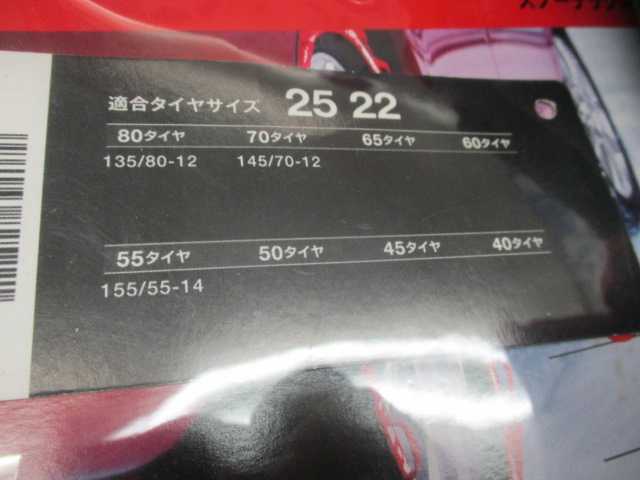 適合タイヤサイズ 25 22
80タイヤ 70タイヤ 65タイヤ 60タイヤ
135/80-12 145/70-12
55タイヤ 50タイヤ 45タイヤ 40タイヤ
155/55-14